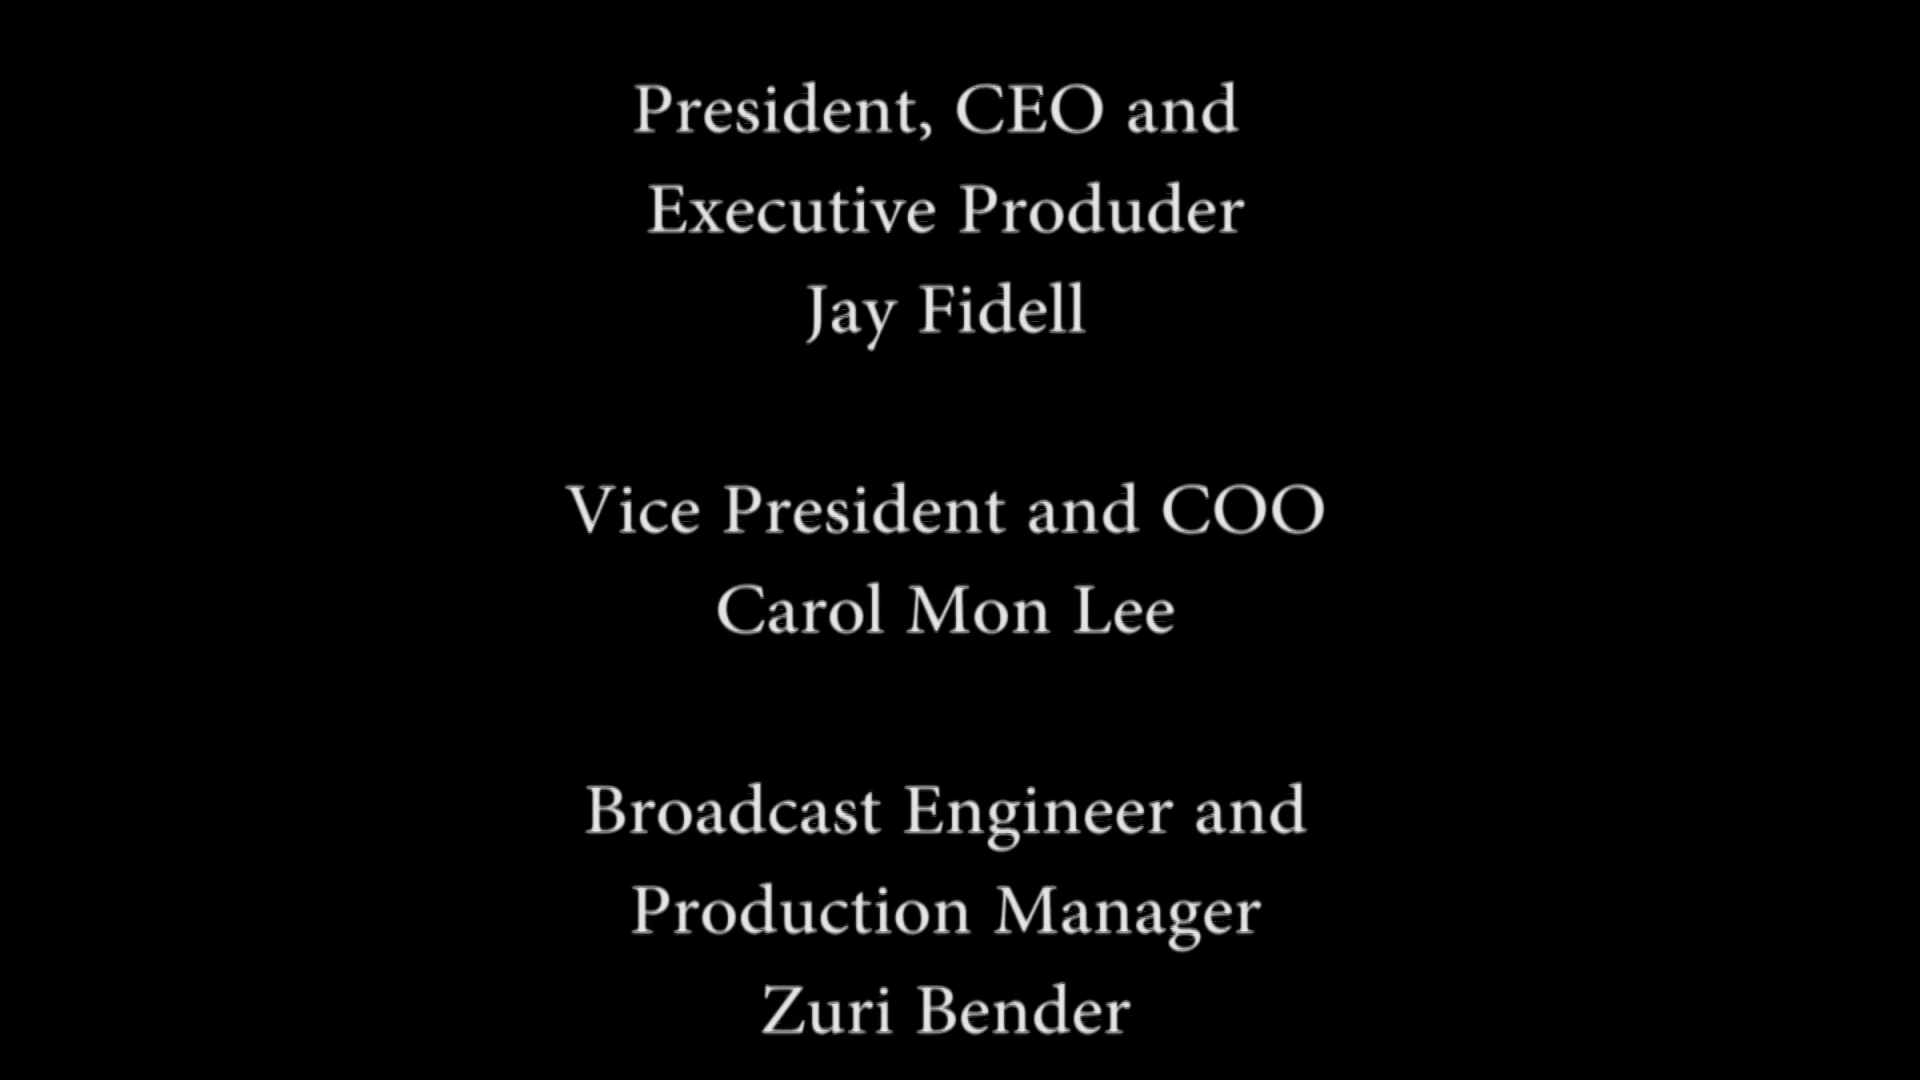 President, CEO and
Executive Produder
Jay Fidell
Vice President and COO
Carol Mon Lee
Broadcast Engineer and
Production Manager
Zuri Bender